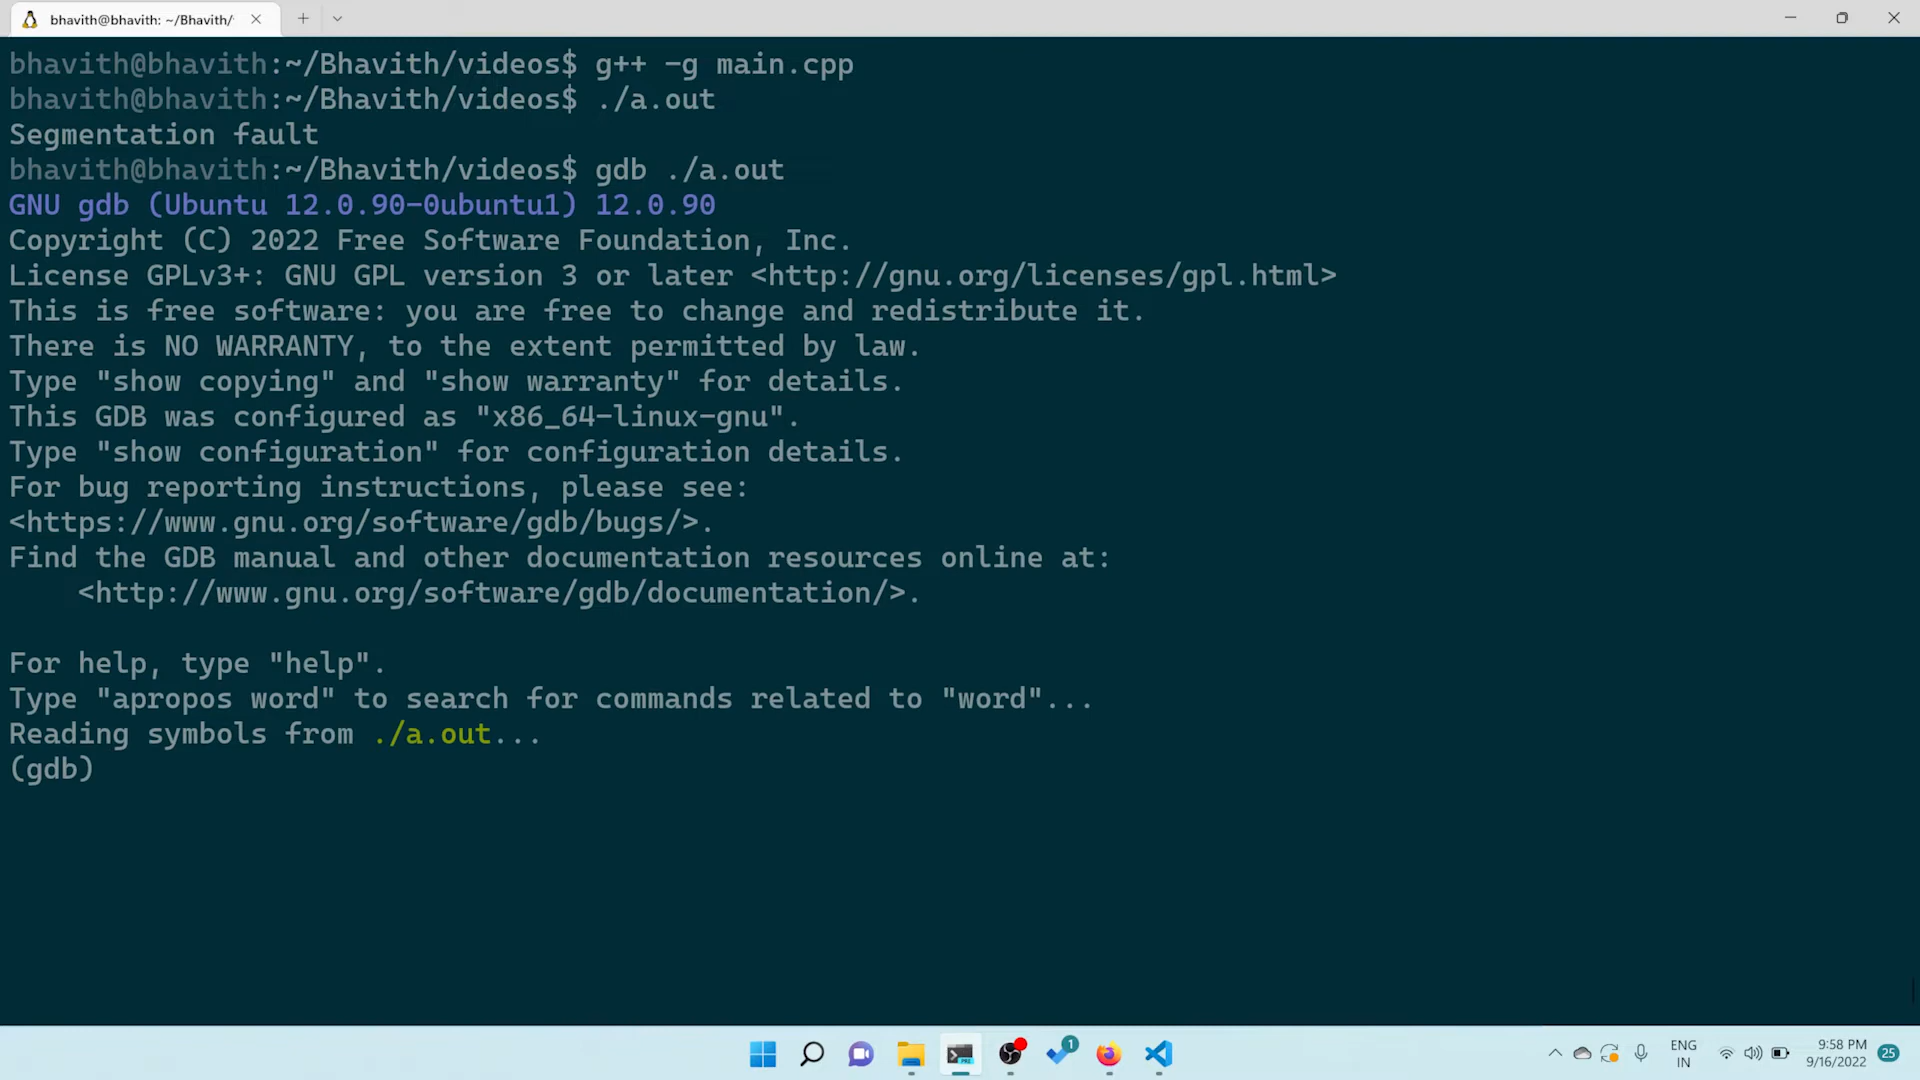 bhavith@bhavith: ~/Bhavith/
bhavith@bhavith:~/Bhavith/videos$ g++ -g main.cpp
bhavith@bhavith:~/Bhavith/videos$ ./a.out
Segmentation fault
bhavith@bhavith:~/Bhavith/videos$ gdb ./a.out
GNU gdb (Ubuntu 12.0.90-0ubuntu1) 12.0.90
Copyright (C) 2022 Free Software Foundation, Inc.
License GPLv3+: GNU GPL version 3 or later <http://gnu.org/licenses/gpl.html>
This is free software: you are free to change and redistribute it.
There is NO WARRANTY, to the extent permitted by law.
Type "show copying" and "show warranty" for details.
This GDB was configured as "x86_64-linux-gnu".
Type "show configuration" for configuration details.
For bug reporting instructions, please see:
<https://www.gnu.org/software/gdb/bugs/>.
Find the GDB manual and other documentation resources online at:
    <http://www.gnu.org/software/gdb/documentation/>.
For help, type "help".
Type "apropos word" to search for commands related to "word"...
Reading symbols from ./a.out...
(gdb)
1
ENG
IN
9:58 PM
9/16/2022
25